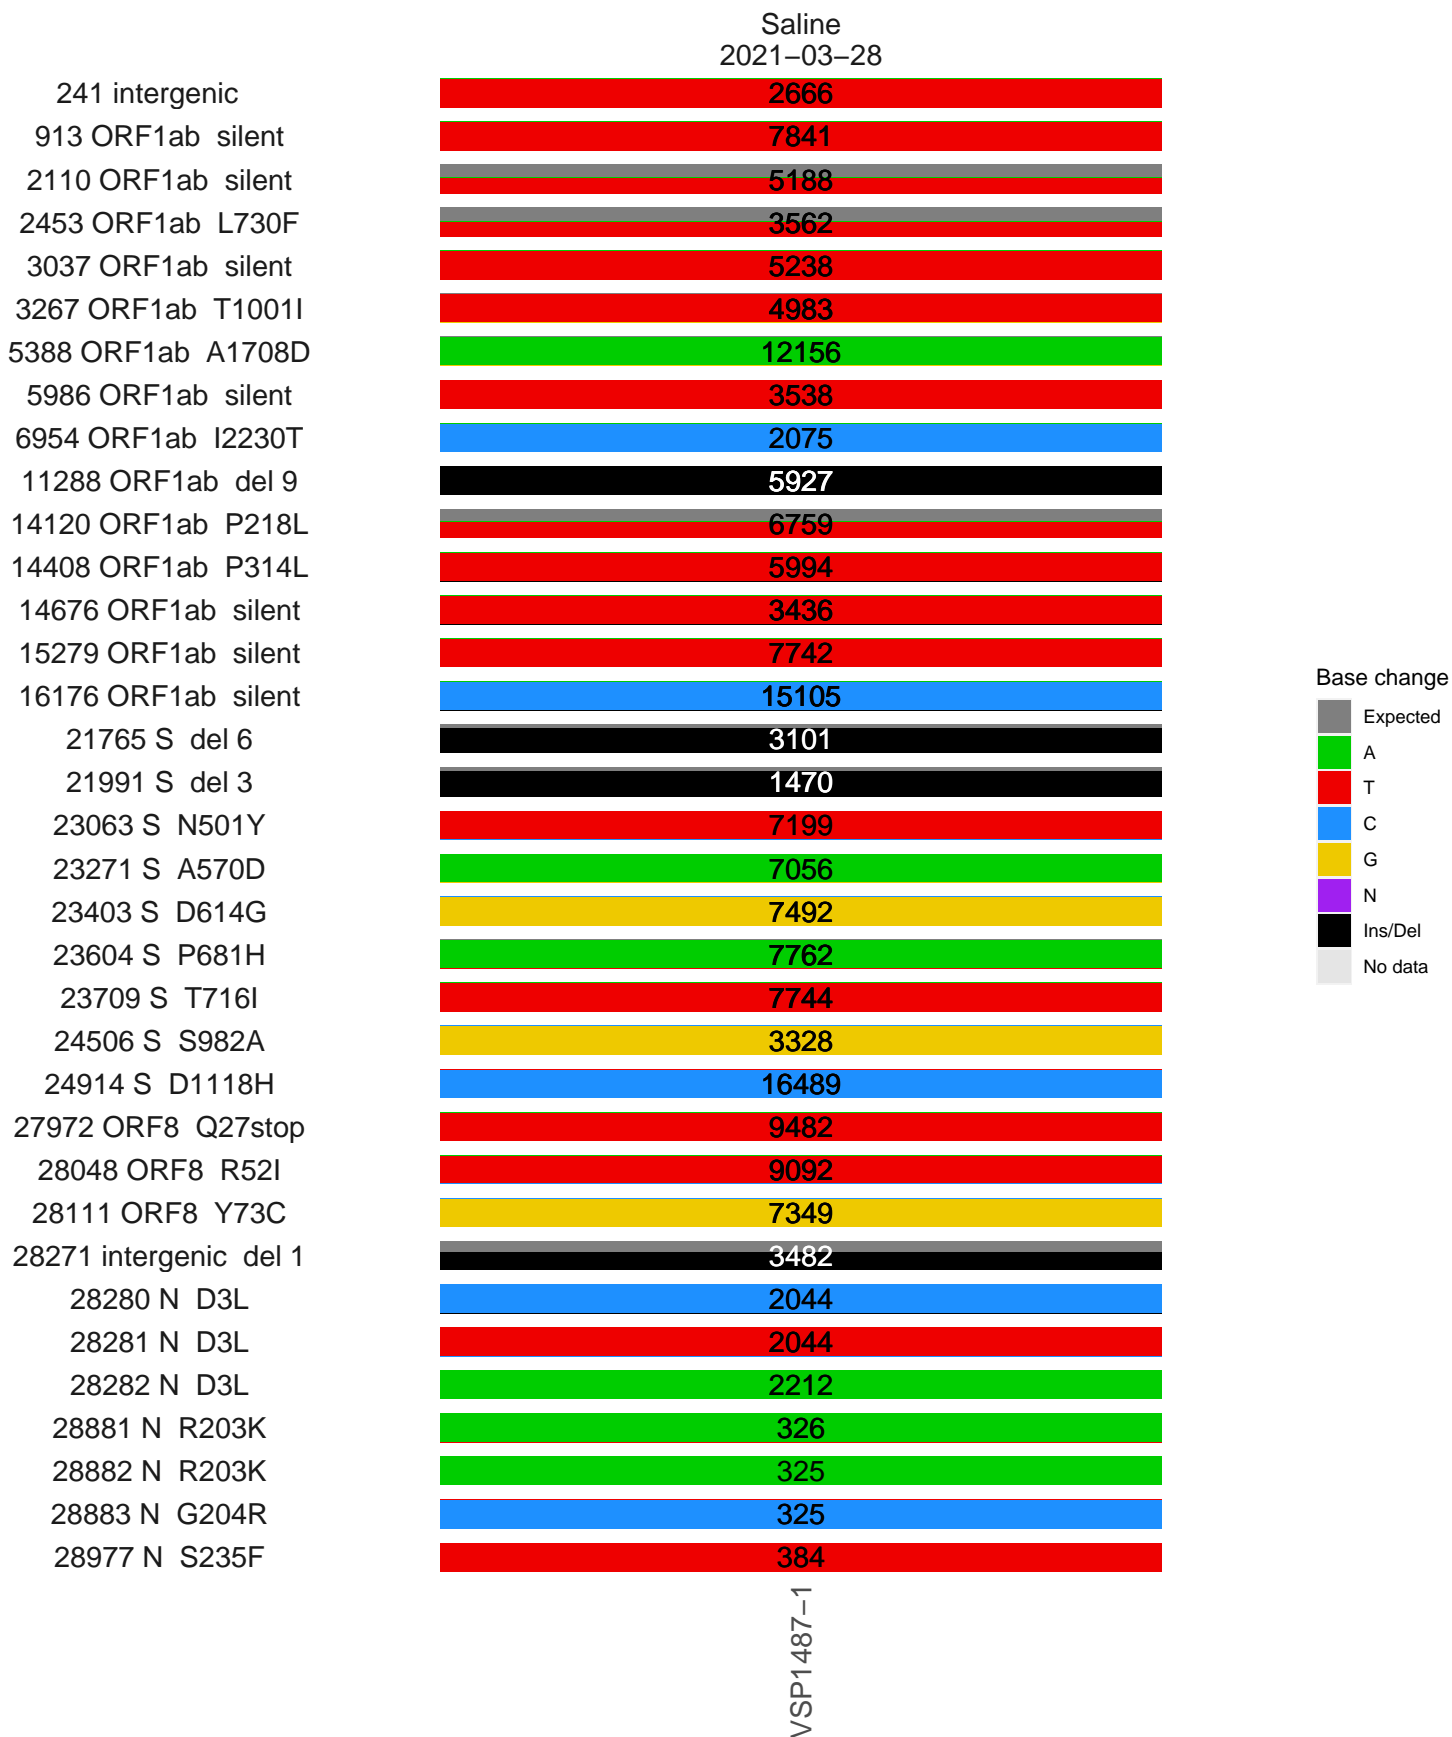 Saline
2021−03−28
241 intergenic 2666
913 ORF1ab silent 7841
2110 ORF1ab silent 5188
2453 ORF1ab L730F 3562
3037 ORF1ab silent 5238
3267 ORF1ab T1001I 4983
5388 ORF1ab A1708D 12156
5986 ORF1ab silent 3538
6954 ORF1ab I2230T 2075
11288 ORF1ab del 9 5927
14120 ORF1ab P218L 6759
14408 ORF1ab P314L 5994
14676 ORF1ab silent 3436
15279 ORF1ab silent 7742
16176 ORF1ab silent 15105
21765 S del 6 3101
21991 S del 3 1470
23063 S N501Y 7199
23271 S A570D 7056
23403 S D614G 7492
23604 S P681H 7762
23709 S T716I 7744
24506 S S982A 3328
24914 S D1118H 16489
27972 ORF8 Q27stop 9482
28048 ORF8 R52I 9092
28111 ORF8 Y73C 7349
28271 intergenic del 1 3482
28280 N D3L 2044
28281 N D3L 2044
28282 N D3L 2212
28881 N R203K 326
28882 N R203K 325
28883 N G204R 325
28977 N S235F 384
VSP1487−1
Base change
Expected
A
T
C
G
N
Ins/Del
No data